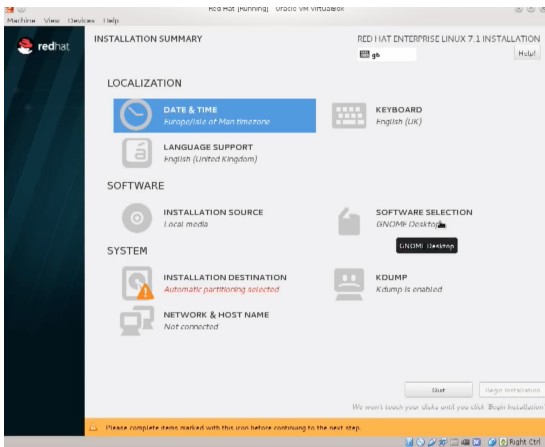 Red Hat [Running] - Oracle VM VirtualBox
Machine View Devices Help
redhat
INSTALLATION SUMMARY
RED HAT ENTERPRISE LINUX 7.1 INSTALLATION
gb
Help!
LOCALIZATION
DATE & TIME
Europe/Isle of Man timezone
KEYBOARD
English (UK)
LANGUAGE SUPPORT
English (United Kingdom)
SOFTWARE
INSTALLATION SOURCE
Local media
SOFTWARE SELECTION
GNOME Desktop
GNOME Desktop
SYSTEM
INSTALLATION DESTINATION
Automatic partitioning selected
KDUMP
Kdump is enabled
NETWORK & HOST NAME
Not connected
Quit
Begin Installation
We won't touch your disks until you click 'Begin Installation'
Please complete items marked with this icon before continuing to the next step.
Right Ctrl